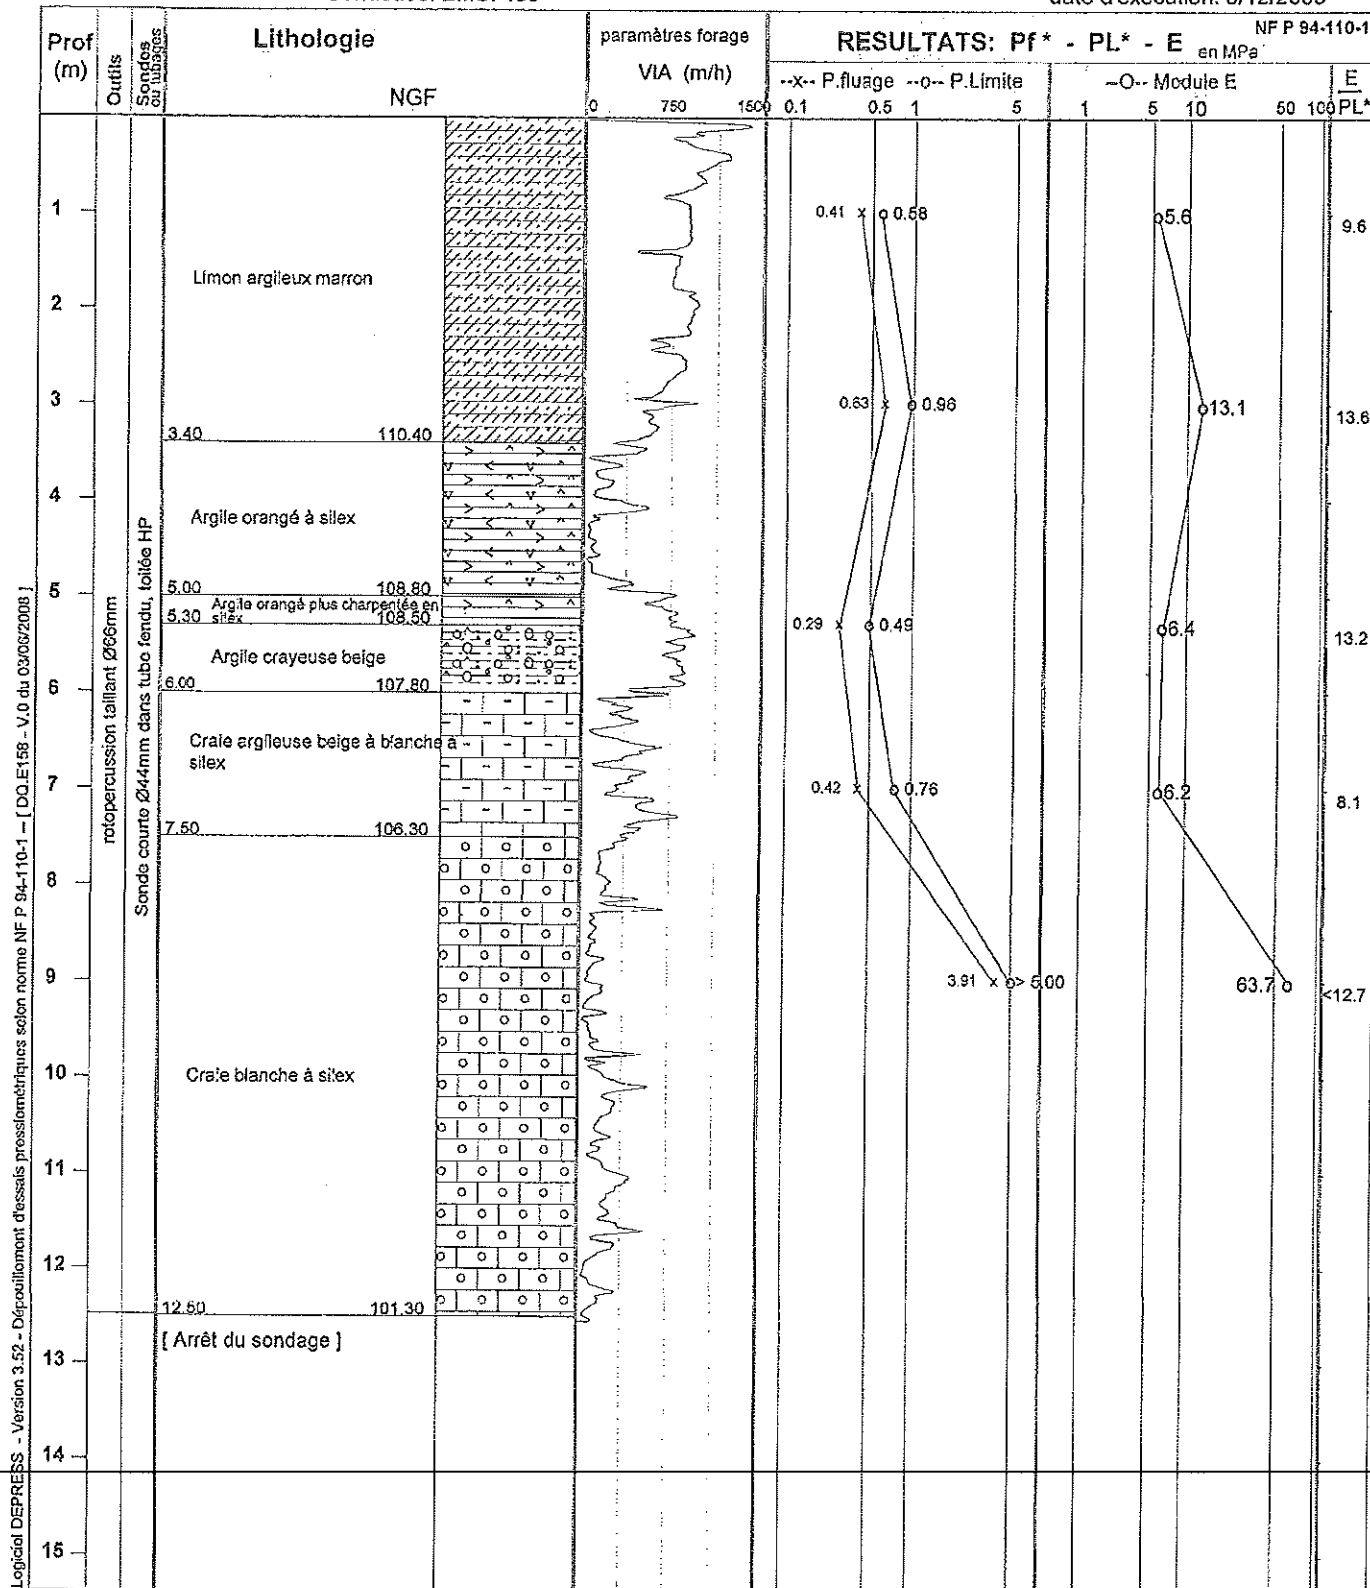 date d'exécution:
Prof
(m)
Outils
Sondes
ou tubages
Lithologie
NGF
paramètres forage
VIA (m/h)
0 750 1500
RESULTATS: Pf* - PL* - E en MPa
NF P 94-110-1
--x-- P.fluage --o-- P.Limite
0.1 0.5 1 5
--O-- Module E
1 5 10 50 100
E
PL*
1
2
3
4
5
6
7
8
9
10
11
12
13
14
15
rotopercussion taillant Ø66mm
Sonde courte Ø44mm dans tube fendu, toilée HP
Limon argileux marron
3.40 110.40
Argile orangé à silex
5.00 108.80
Argile orangé plus charpentée en
silex
5.30 108.50
Argile crayeuse beige
6.00 107.80
Craie argileuse beige à blanche à
silex
7.50 106.30
Craie blanche à silex
12.50 101.30
[ Arrêt du sondage ]
0.41 x o 0.58 o 5.6 9.6
0.63 x o 0.96 o 13.1 13.6
0.29 x o 0.49 o 6.4 13.2
0.42 x o 0.76 o 6.2 8.1
3.91 x o > 5.00 63.7 o <12.7
Logiciel DEPRESS - Version 3.52 - Dépouillement d'essais pressiométriques selon norme NF P 94-110-1 – [ DQ.E158 – V.0 du 03/06/2008 ]